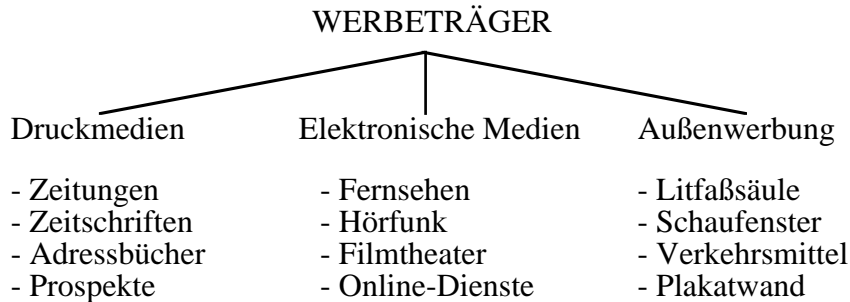 WERBETRÄGER
Druckmedien
- Zeitungen
- Zeitschriften
- Adressbücher
- Prospekte
Elektronische Medien
- Fernsehen
- Hörfunk
- Filmtheater
- Online-Dienste
Außenwerbung
- Litfaßsäule
- Schaufenster
- Verkehrsmittel
- Plakatwand